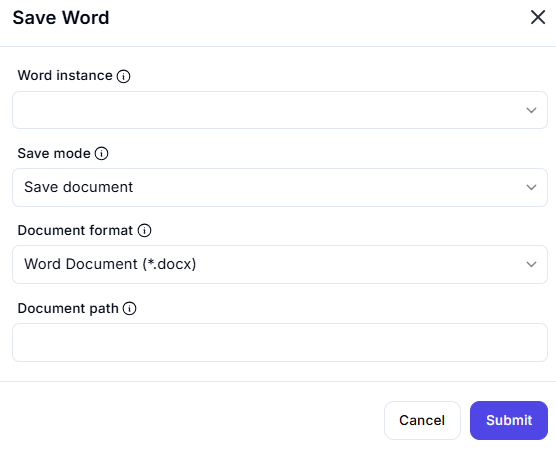 Save Word
Word instance
Save mode
Save document
Document format
Word Document (*.docx)
Document path
Cancel
Submit